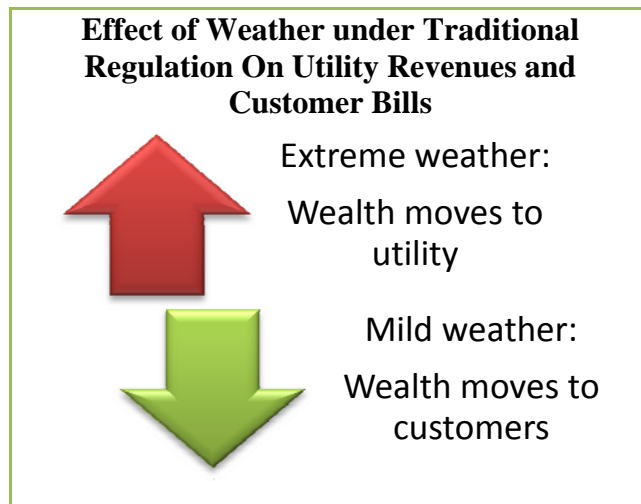 Effect of Weather under Traditional
Regulation On Utility Revenues and
Customer Bills
Extreme weather:
Wealth moves to
utility
Mild weather:
Wealth moves to
customers